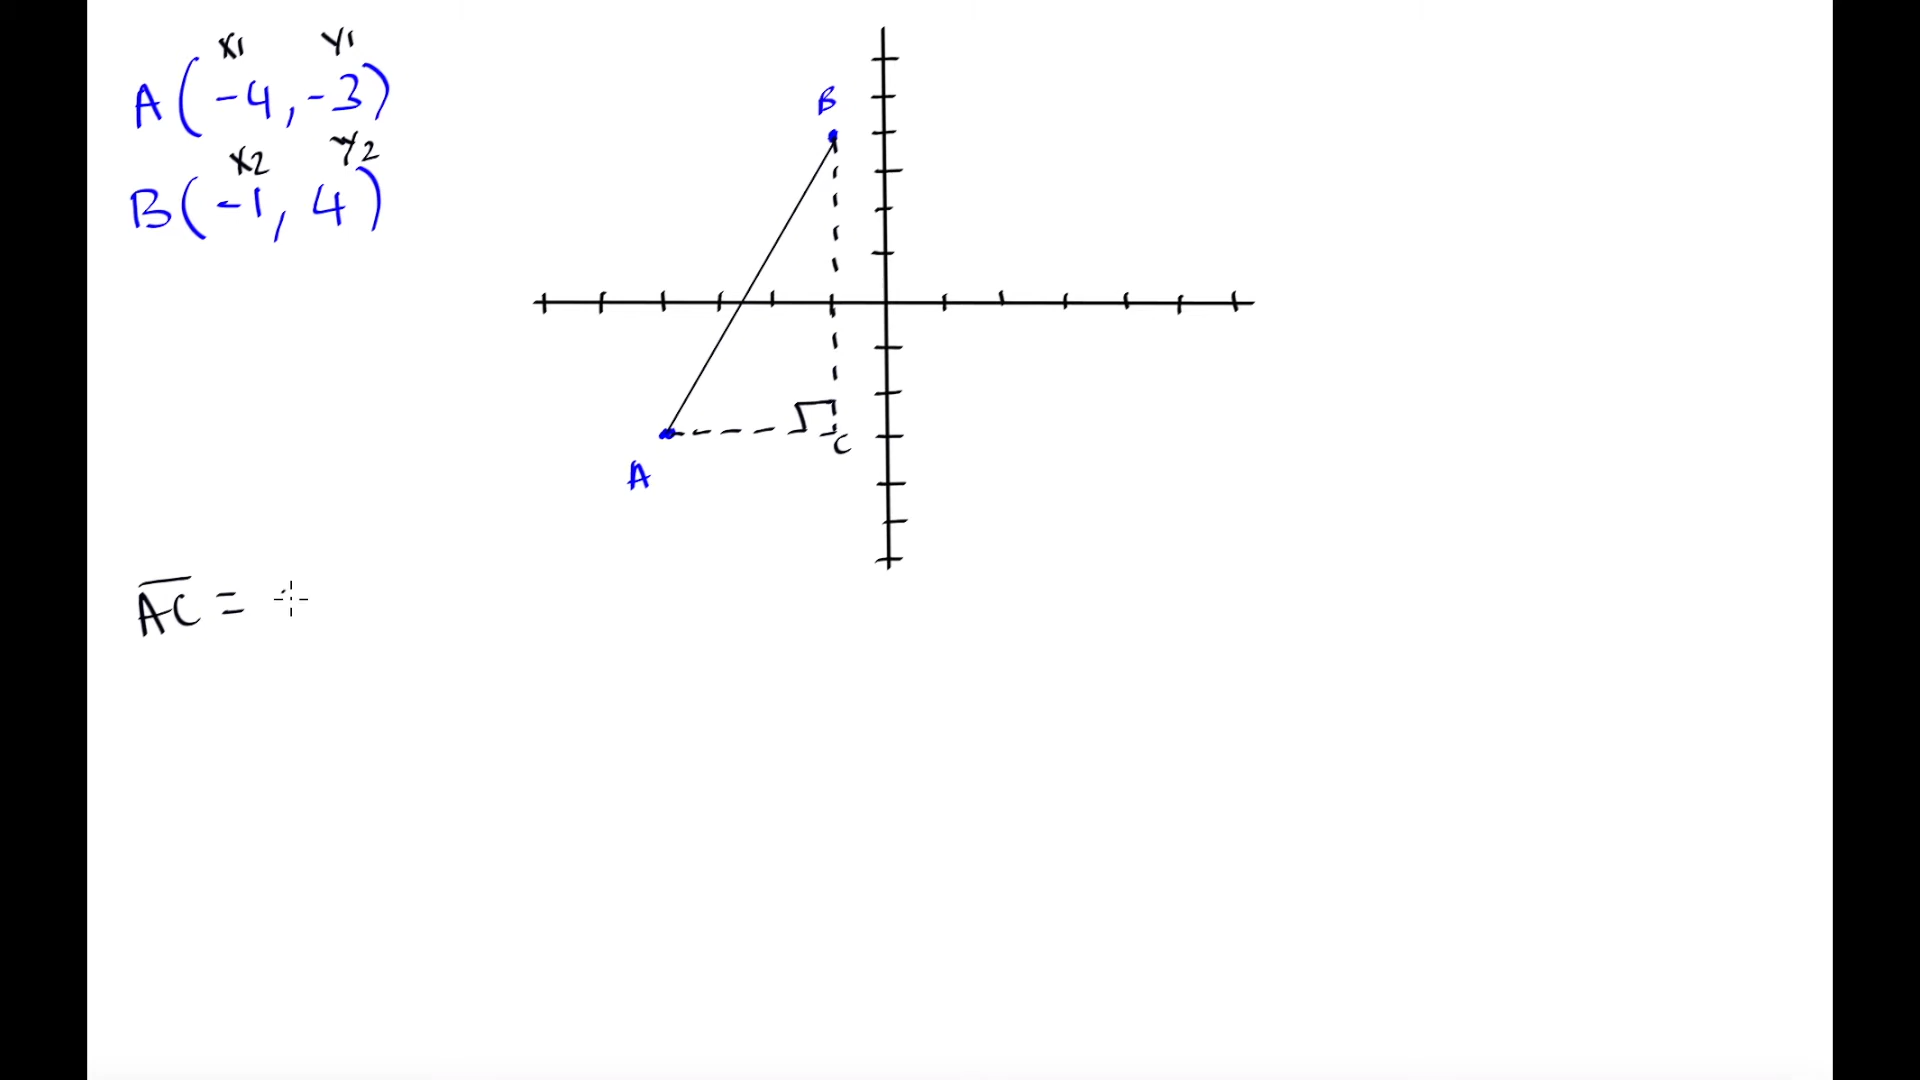 x1 y1
A(-4,-3)
x2 y2
B(-1, 4)
B
C
A
AC =